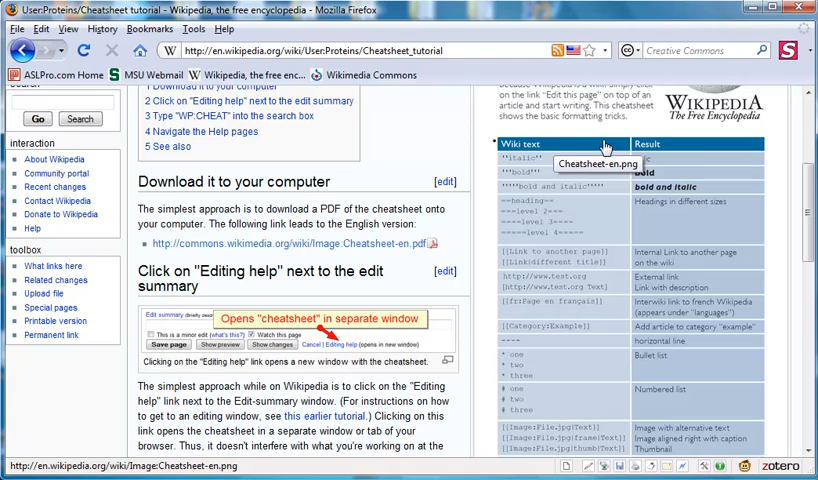 User:Proteins/Cheatsheet tutorial - Wikipedia, the free encyclopedia - Mozilla Firefox
File Edit View History Bookmarks Tools Help
http://en.wikipedia.org/wiki/User:Proteins/Cheatsheet_tutorial
Creative Commons
ASLPro.com Home
MSU Webmail
Wikipedia, the free enc...
Wikimedia Commons
Search
Go Search
interaction
About Wikipedia
Community portal
Recent changes
Contact Wikipedia
Donate to Wikipedia
Help
toolbox
What links here
Related changes
Upload file
Special pages
Printable version
Permanent link
1 Download it to your computer
2 Click on "Editing help" next to the edit summary
3 Type "WP:CHEAT" into the search box
4 Navigate the Help pages
5 See also
Download it to your computer [edit]
The simplest approach is to download a PDF of the cheatsheet onto
your computer. The following link leads to the English version:
http://commons.wikimedia.org/wiki/Image:Cheatsheet-en.pdf
Click on "Editing help" next to the edit [edit]
summary
Edit summary
Opens "cheatsheet" in separate window
This is a minor edit (what's this?) Watch this page
Save page Show preview Show changes Cancel | Editing help (opens in new window)
Clicking on the "Editing help" link opens a new window with the cheatsheet.
The simplest approach while on Wikipedia is to click on the "Editing
help" link next to the Edit-summary window. (For instructions on
how to get to an editing window, see this earlier tutorial.) Clicking on this
link opens the cheatsheet in a separate window or tab of your
browser. Thus, it doesn't interfere with what you're working at the
because Wikipedia is a wiki simply click
on the link "Edit this page" on top of an
article and start writing. This cheatsheet
shows the basic formatting tricks.
WIKIPEDIA
The Free Encyclopedia
Wiki text Result
''italic''
Cheatsheet-en.png
'''bold''' bold
'''''bold and italic''''' bold and italic
==heading== Headings in different sizes
===level 2===
====level 3====
=====level 4=====
[[Link to another page]] Internal Link to another page
[[Link|different title]] on the wiki
http://www.test.org External link
[http://www.test.org Text] Link with description
[[fr:Page en français]] Interwiki link to french Wikipedia
(appears under "languages")
[[Category:Example]] Add article to category "example"
---- horizontal line
* one Bullet list
* two
* three
# one Numbered list
# two
# three
[[Image:File.jpg|Text]] Image with alternative text
[[Image:File.jpg|frame|Text]] Image aligned right with caption
[[Image:File.jpg|thumb|Text]] Thumbnail
http://en.wikipedia.org/wiki/Image:Cheatsheet-en.png
zotero